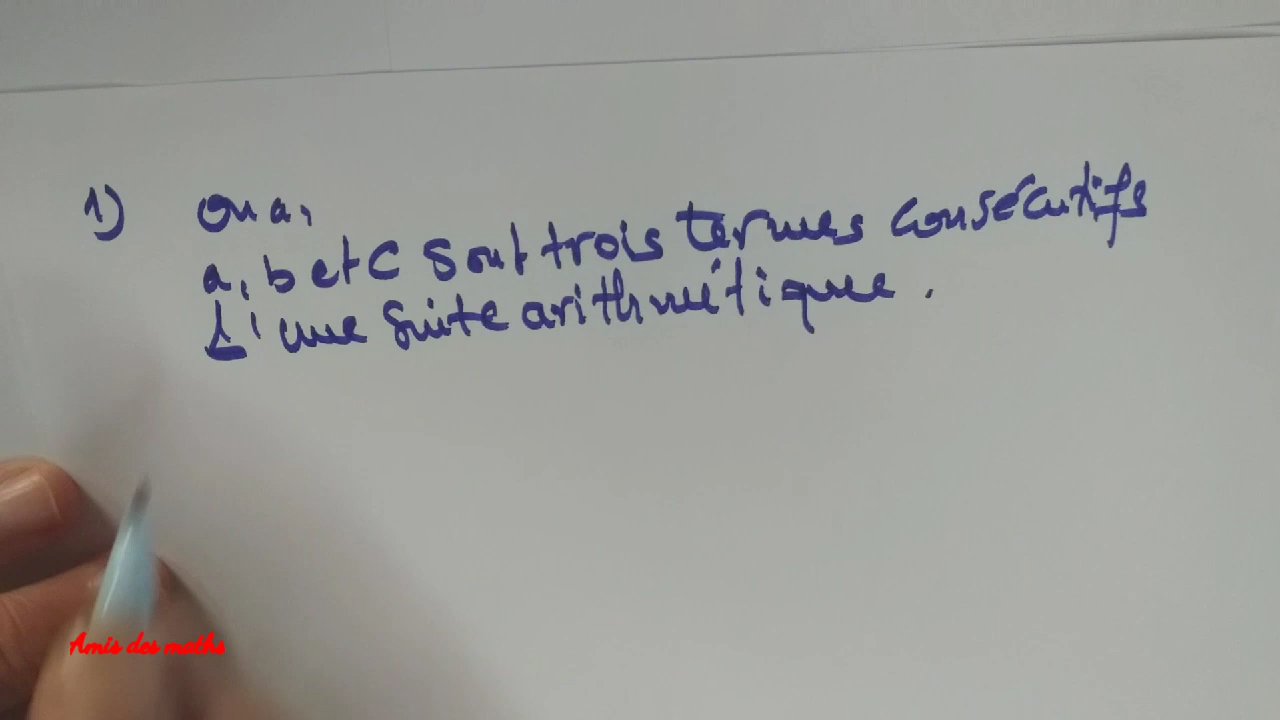 1) On a,
a, b et c sont trois termes consécutifs
d'une suite arithmétique.
Amis des maths